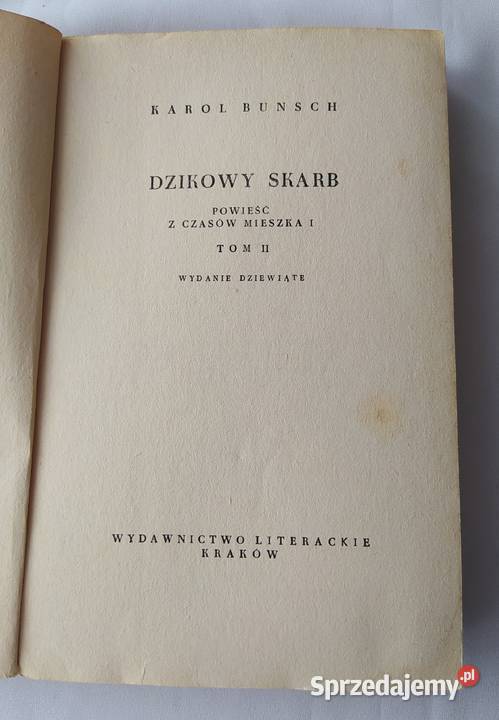 KAROL BUNSCH
DZIKOWY SKARB
POWIEŚĆ
Z CZASÓW MIESZKA I
TOM II
WYDANIE DZIEWIĄTE
WYDAWNICTWO LITERACKIE
KRAKÓW
Sprzedajemy.pl